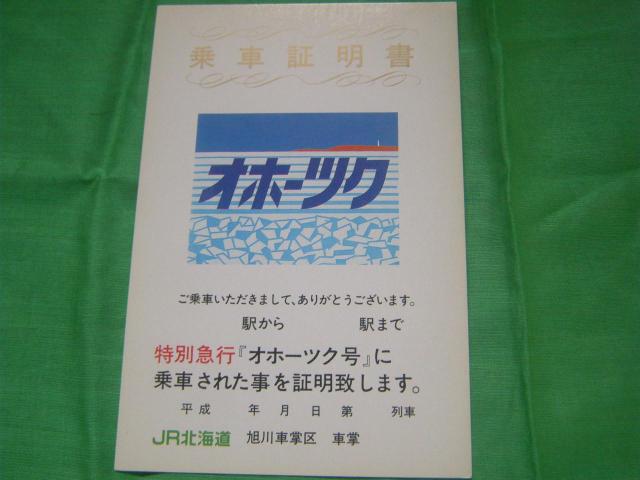 乗車証明書
オホーツク
ご乗車いただきまして、ありがとうございます。
駅から 駅まで
特別急行『オホーツク号』に
乗車された事を証明致します。
平成 年 月 日 第 列車
JR北海道 旭川車掌区 車掌